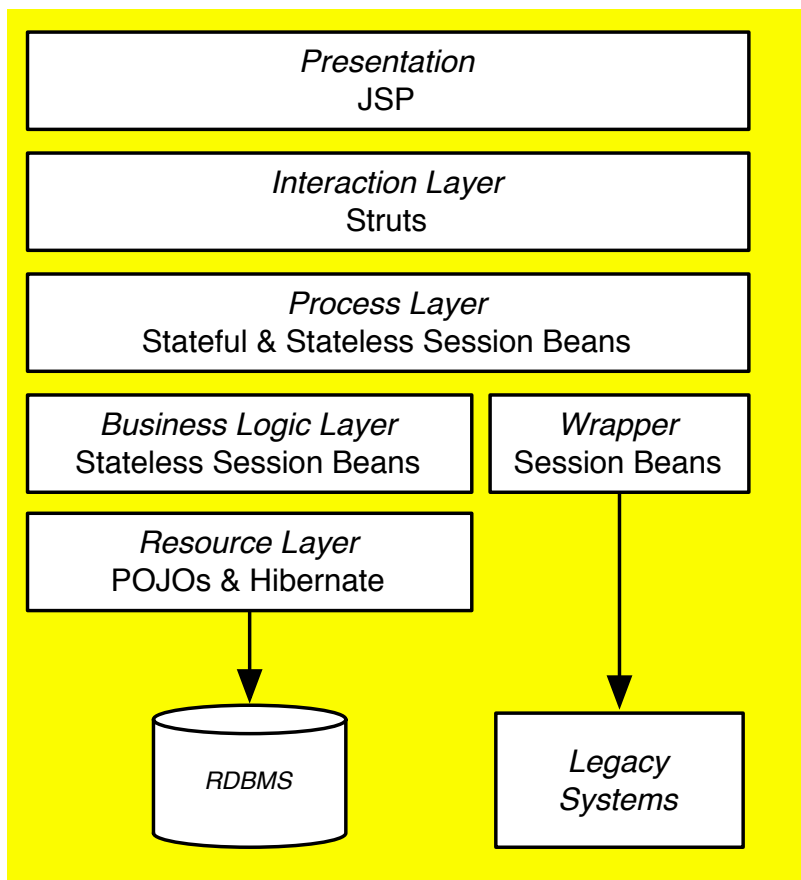 Presentation
JSP
Interaction Layer
Struts
Process Layer
Stateful & Stateless Session Beans
Business Logic Layer
Stateless Session Beans
Wrapper
Session Beans
Resource Layer
POJOs & Hibernate
RDBMS
Legacy
Systems